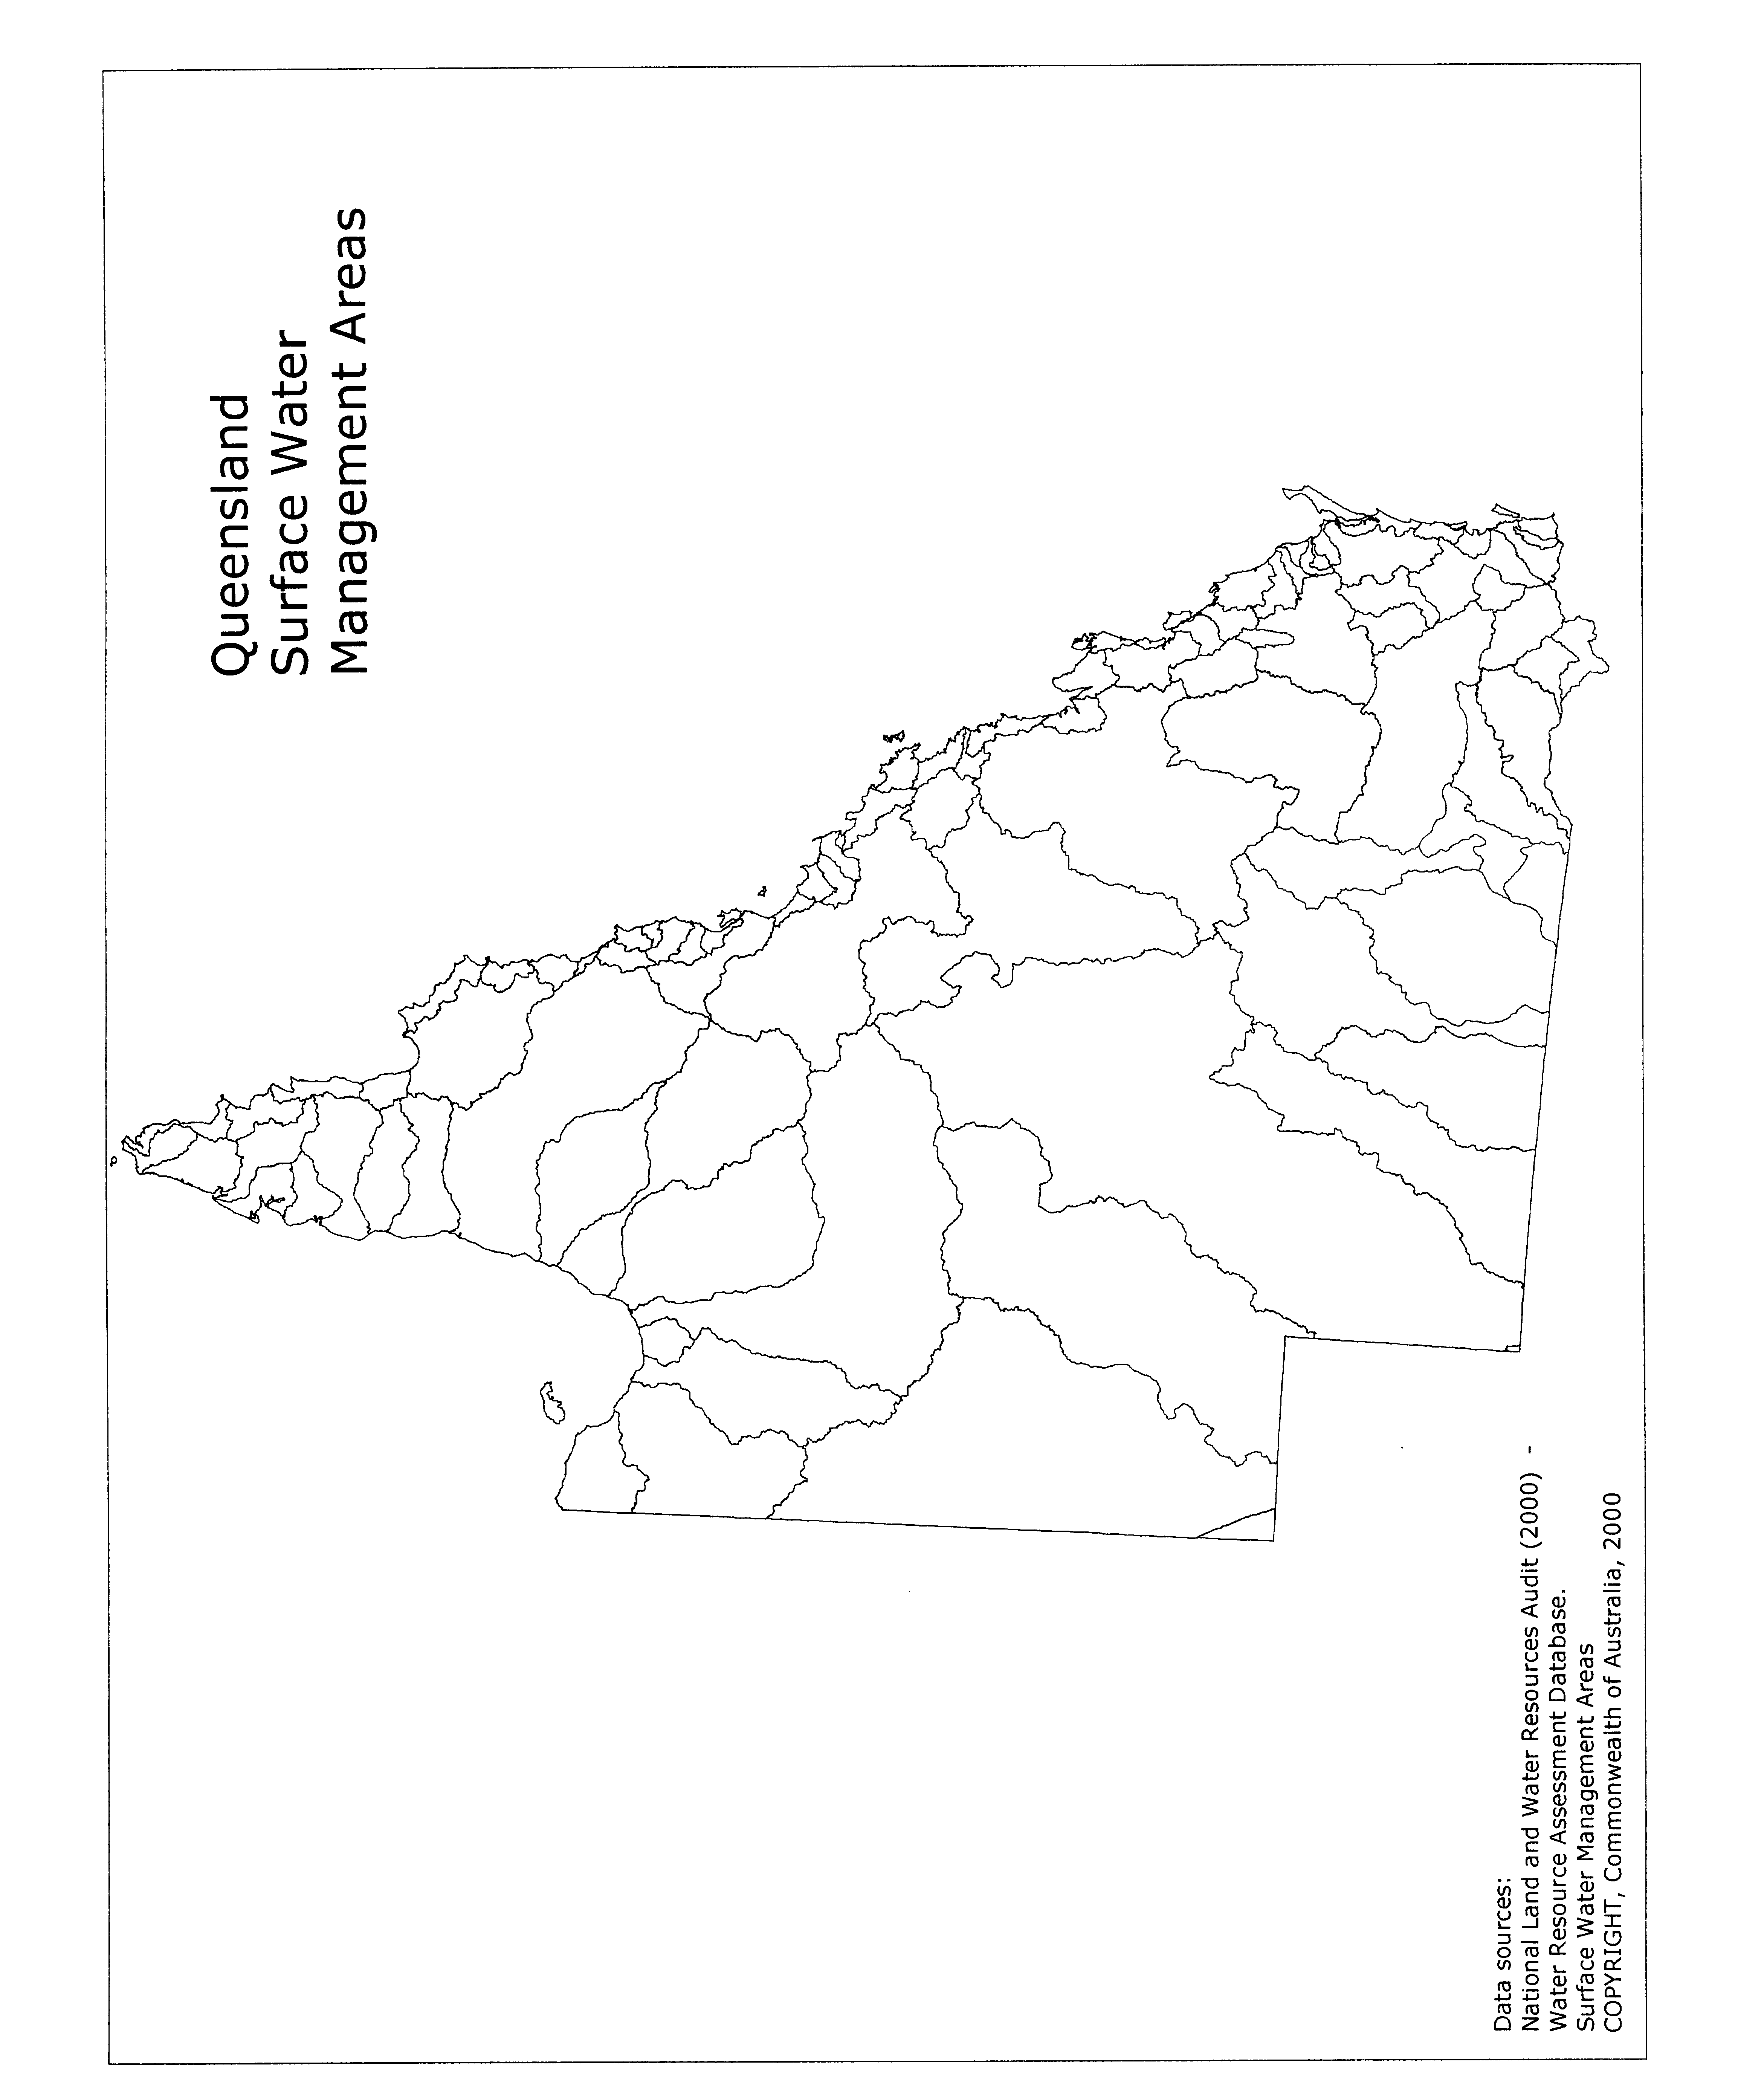 Queensland
Surface Water
Management Areas
Data sources:
National Land and Water Resources Audit (2000) -
Water Resource Assessment Database.
Surface Water Management Areas
COPYRIGHT, Commonwealth of Australia, 2000